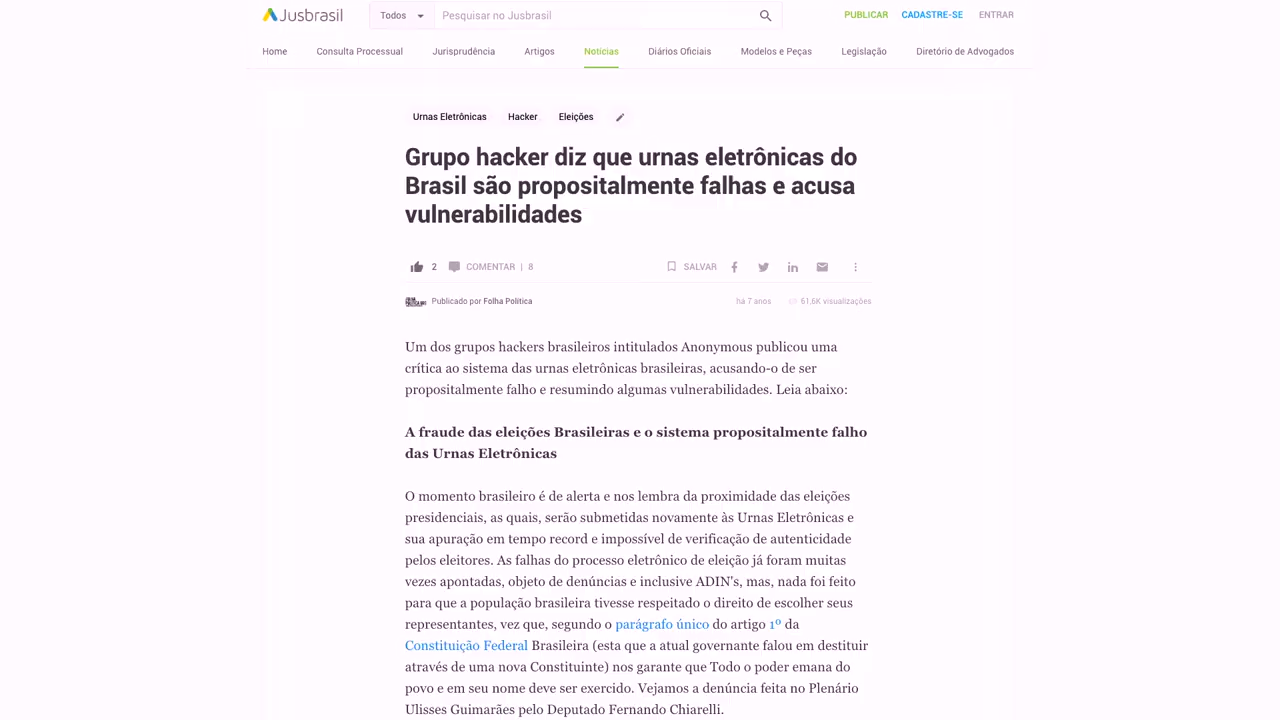 Jusbrasil
Todos
Pesquisar no Jusbrasil
PUBLICAR CADASTRE-SE ENTRAR
Home Consulta Processual Jurisprudência Artigos Notícias Diários Oficiais Modelos e Peças Legislação Diretório de Advogados
Urnas Eletrônicas Hacker Eleições
Grupo hacker diz que urnas eletrônicas do
Brasil são propositalmente falhas e acusa
vulnerabilidades
2 COMENTAR | 8 SALVAR
Publicado por Folha Política há 7 anos 61,6K visualizações
Um dos grupos hackers brasileiros intitulados Anonymous publicou uma
crítica ao sistema das urnas eletrônicas brasileiras, acusando-o de ser
propositalmente falho e resumindo algumas vulnerabilidades. Leia abaixo:
A fraude das eleições Brasileiras e o sistema propositalmente falho
das Urnas Eletrônicas
O momento brasileiro é de alerta e nos lembra da proximidade das eleições
presidenciais, as quais, serão submetidas novamente às Urnas Eletrônicas e
sua apuração em tempo record e impossível de verificação de autenticidade
pelos eleitores. As falhas do processo eletrônico de eleição já foram muitas
vezes apontadas, objeto de denúncias e inclusive ADIN's, mas, nada foi feito
para que a população brasileira tivesse respeitado o direito de escolher seus
representantes, vez que, segundo o parágrafo único do artigo 1º da
Constituição Federal Brasileira (esta que a atual governante falou em destituir
através de uma nova Constituinte) nos garante que Todo o poder emana do
povo e em seu nome deve ser exercido. Vejamos a denúncia feita no Plenário
Ulisses Guimarães pelo Deputado Fernando Chiarelli.